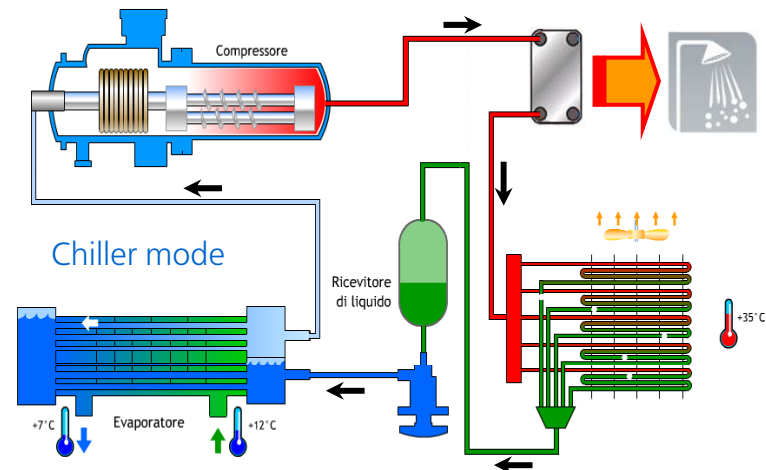 Compressore
Chiller mode
Ricevitore
di liquido
+35°C
+7°C
Evaporatore
+12°C